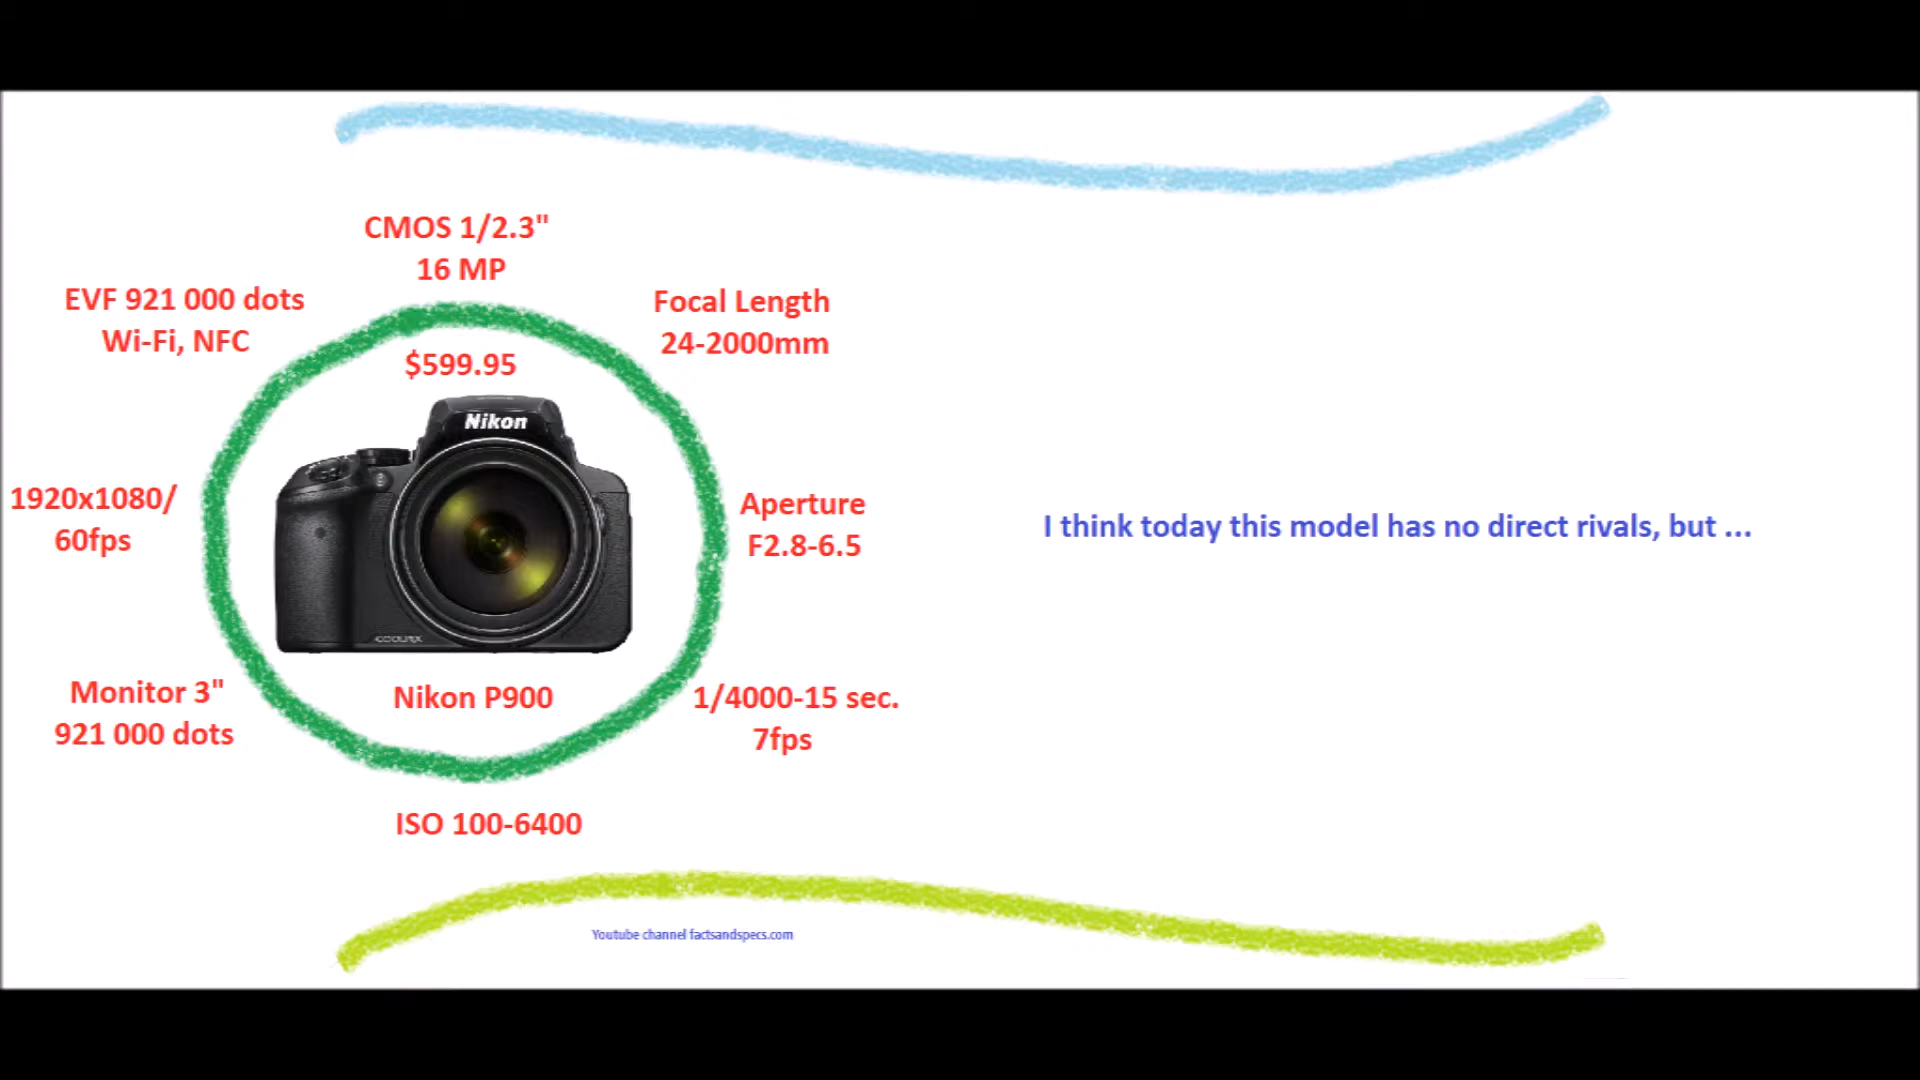 CMOS 1/2.3"
16 MP
EVF 921 000 dots
Wi-Fi, NFC
Focal Length
24-2000mm
$599.95
Nikon
1920x1080/
60fps
Aperture
F2.8-6.5
I think today this model has no direct rivals, but ...
COOLPIX
Monitor 3"
921 000 dots
Nikon P900
1/4000-15 sec.
7fps
ISO 100-6400
Youtube channel factsandspecs.com